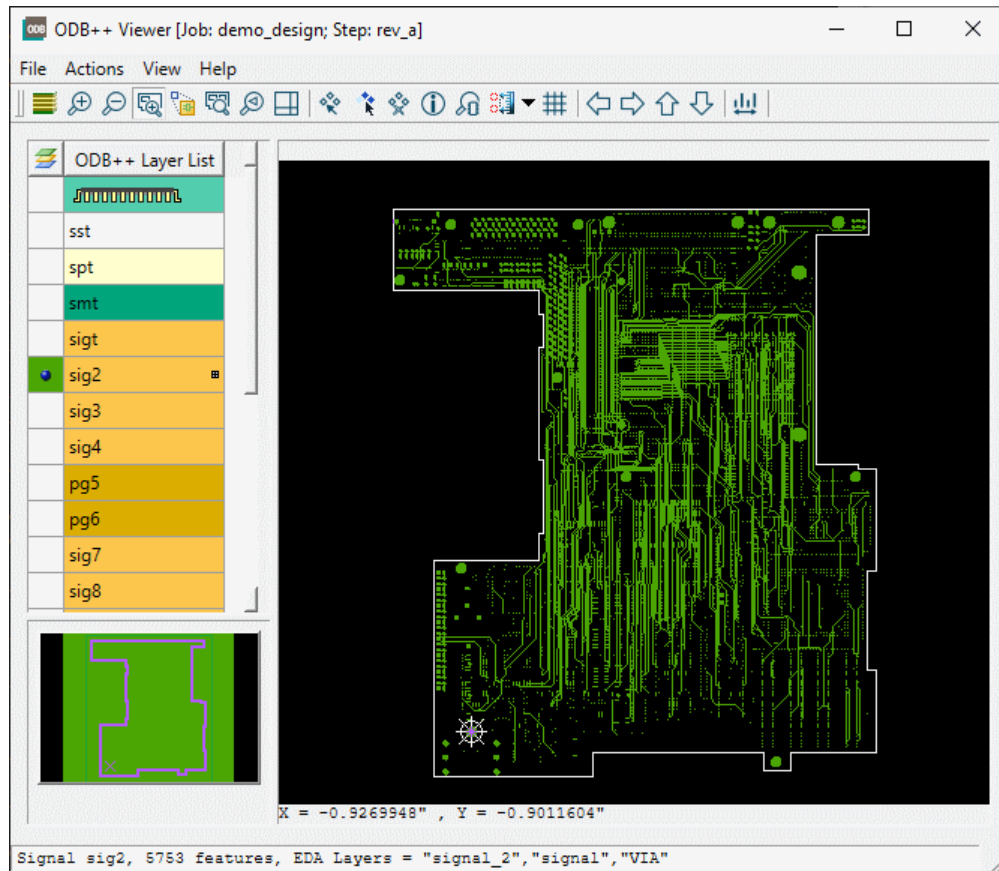 ODB++ Viewer [Job: demo_design; Step: rev_a]
File Actions View Help
ODB++ Layer List
sst
spt
smt
sigt
sig2
sig3
sig4
pg5
pg6
sig7
sig8
X = -0.9269948" , Y = -0.9011604"
Signal sig2, 5753 features, EDA Layers = "signal_2","signal","VIA"